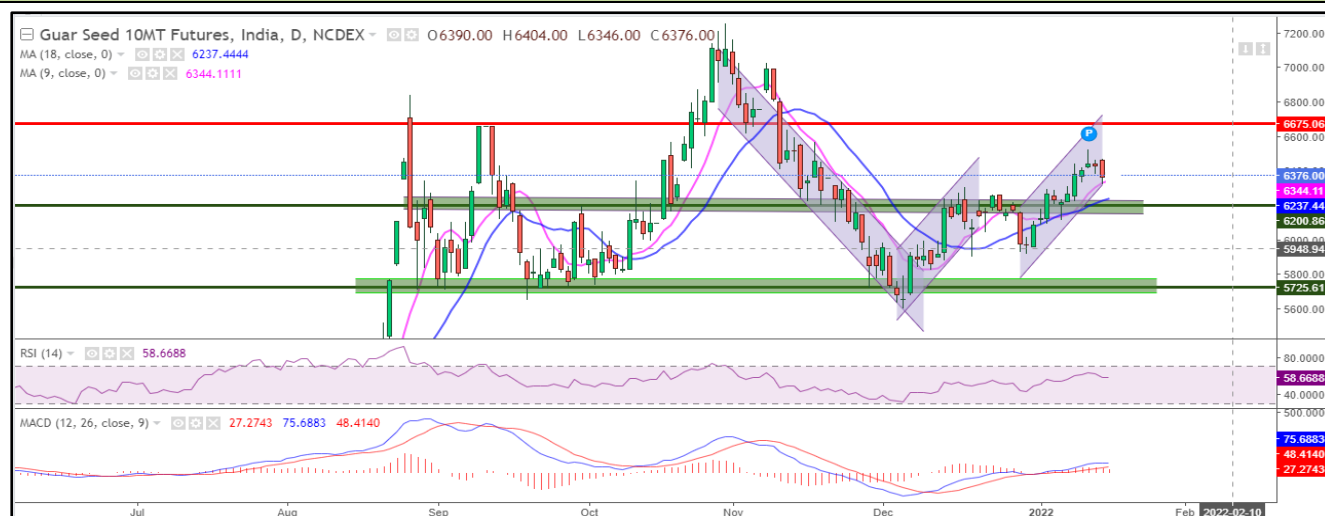 Guar Seed 10MT Futures, India, D, NCDEX O6390.00 H6404.00 L6346.00 C6376.00
MA (18, close, 0) 6237.4444
MA (9, close, 0) 6344.1111
7200.00
7000.00
6800.00
6675.06
6600.00
P
6376.00
6344.11
6237.44
6200.86
5948.94
5800.00
5725.61
5600.00
RSI (14) 58.6688
80.0000
58.6688
40.0000
MACD (12, 26, close, 9) 27.2743 75.6883 48.4140
500.0000
75.6883
48.4140
27.2743
Jul Aug Sep Oct Nov Dec 2022 Feb 2022-02-10